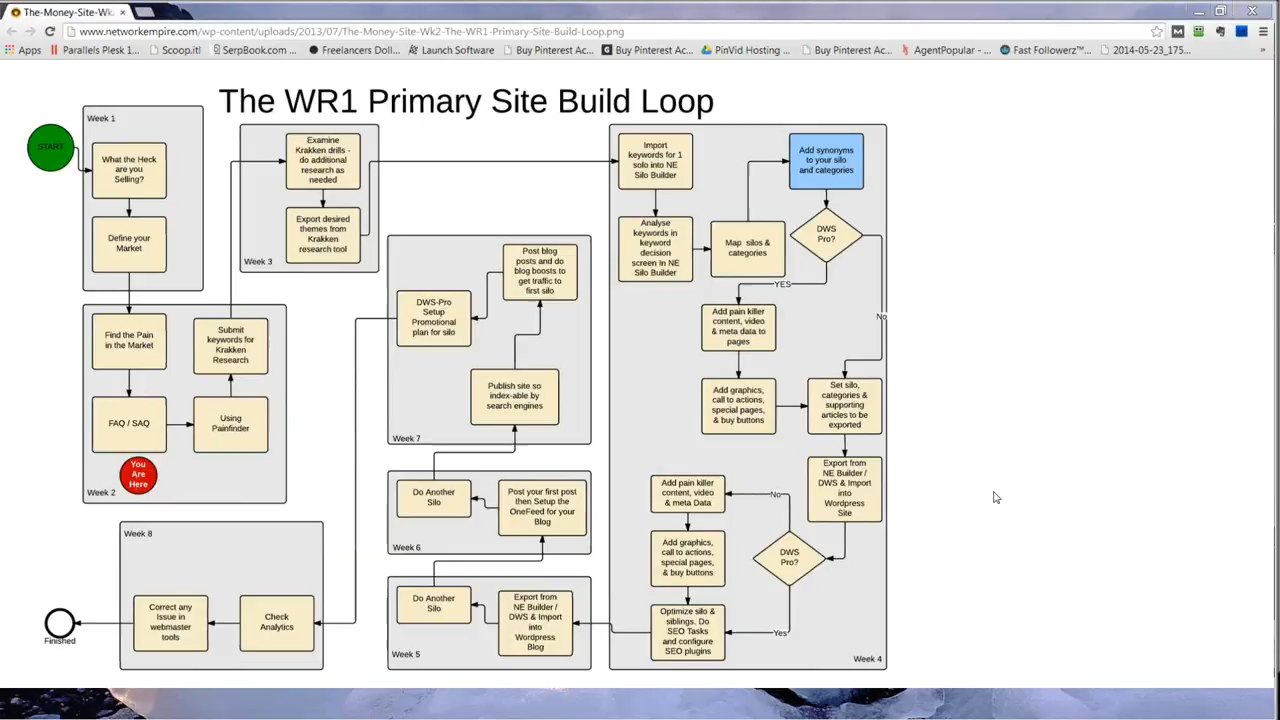 The-Money-Site-Wk
www.networkempire.com/wp-content/uploads/2013/07/The-Money-Site-Wk2-The-WR1-Primary-Site-Build-Loop.png
Apps
Parallels Plesk 1...
Scoop.it!
SerpBook.com ...
Freelancers Doll...
Launch Software
Buy Pinterest Ac...
Buy Pinterest Ac...
PinVid Hosting ...
Buy Pinterest Ac...
AgentPopular - ...
Fast Followerz™...
2014-05-23_175...
The WR1 Primary Site Build Loop
START
Week 1
What the Heck
are you
Selling?
Define your
Market
Find the Pain
in the Market
FAQ / SAQ
You
Are
Here
Week 2
Using
Painfinder
Submit
keywords for
Krakken
Research
Examine
Krakken drills -
do additional
research as
needed
Export desired
themes from
Krakken
research tool
Week 3
Import
keywords for 1
solo into NE
Silo Builder
Analyse
keywords in
keyword
decision
screen In NE
Silo Builder
Map silos &
categories
Add synonyms
to your silo
and categories
DWS
Pro?
YES
No
Add pain killer
content, video
& meta data to
pages
Add graphics,
call to actions,
special pages,
& buy buttons
Set silo,
categories &
supporting
articles to be
exported
Export from
NE Builder /
DWS & Import
into
Wordpress
Site
DWS
Pro?
No
Yes
Add pain killer
content, video
& meta Data
Add graphics,
call to actions,
special pages,
& buy buttons
Optimize silo &
siblings. Do
SEO Tasks
and configure
SEO plugins
Week 4
Export from
NE Builder /
DWS & Import
into
Wordpress
Blog
Do Another
Silo
Week 5
Post your first post
then Setup the
OneFeed for your
Blog
Do Another
Silo
Week 6
Publish site so
index-able by
search engines
Post blog
posts and do
blog boosts to
get traffic to
first silo
DWS-Pro
Setup
Promotional
plan for silo
Week 7
Week 8
Check
Analytics
Correct any
Issue in
webmaster
tools
Finished